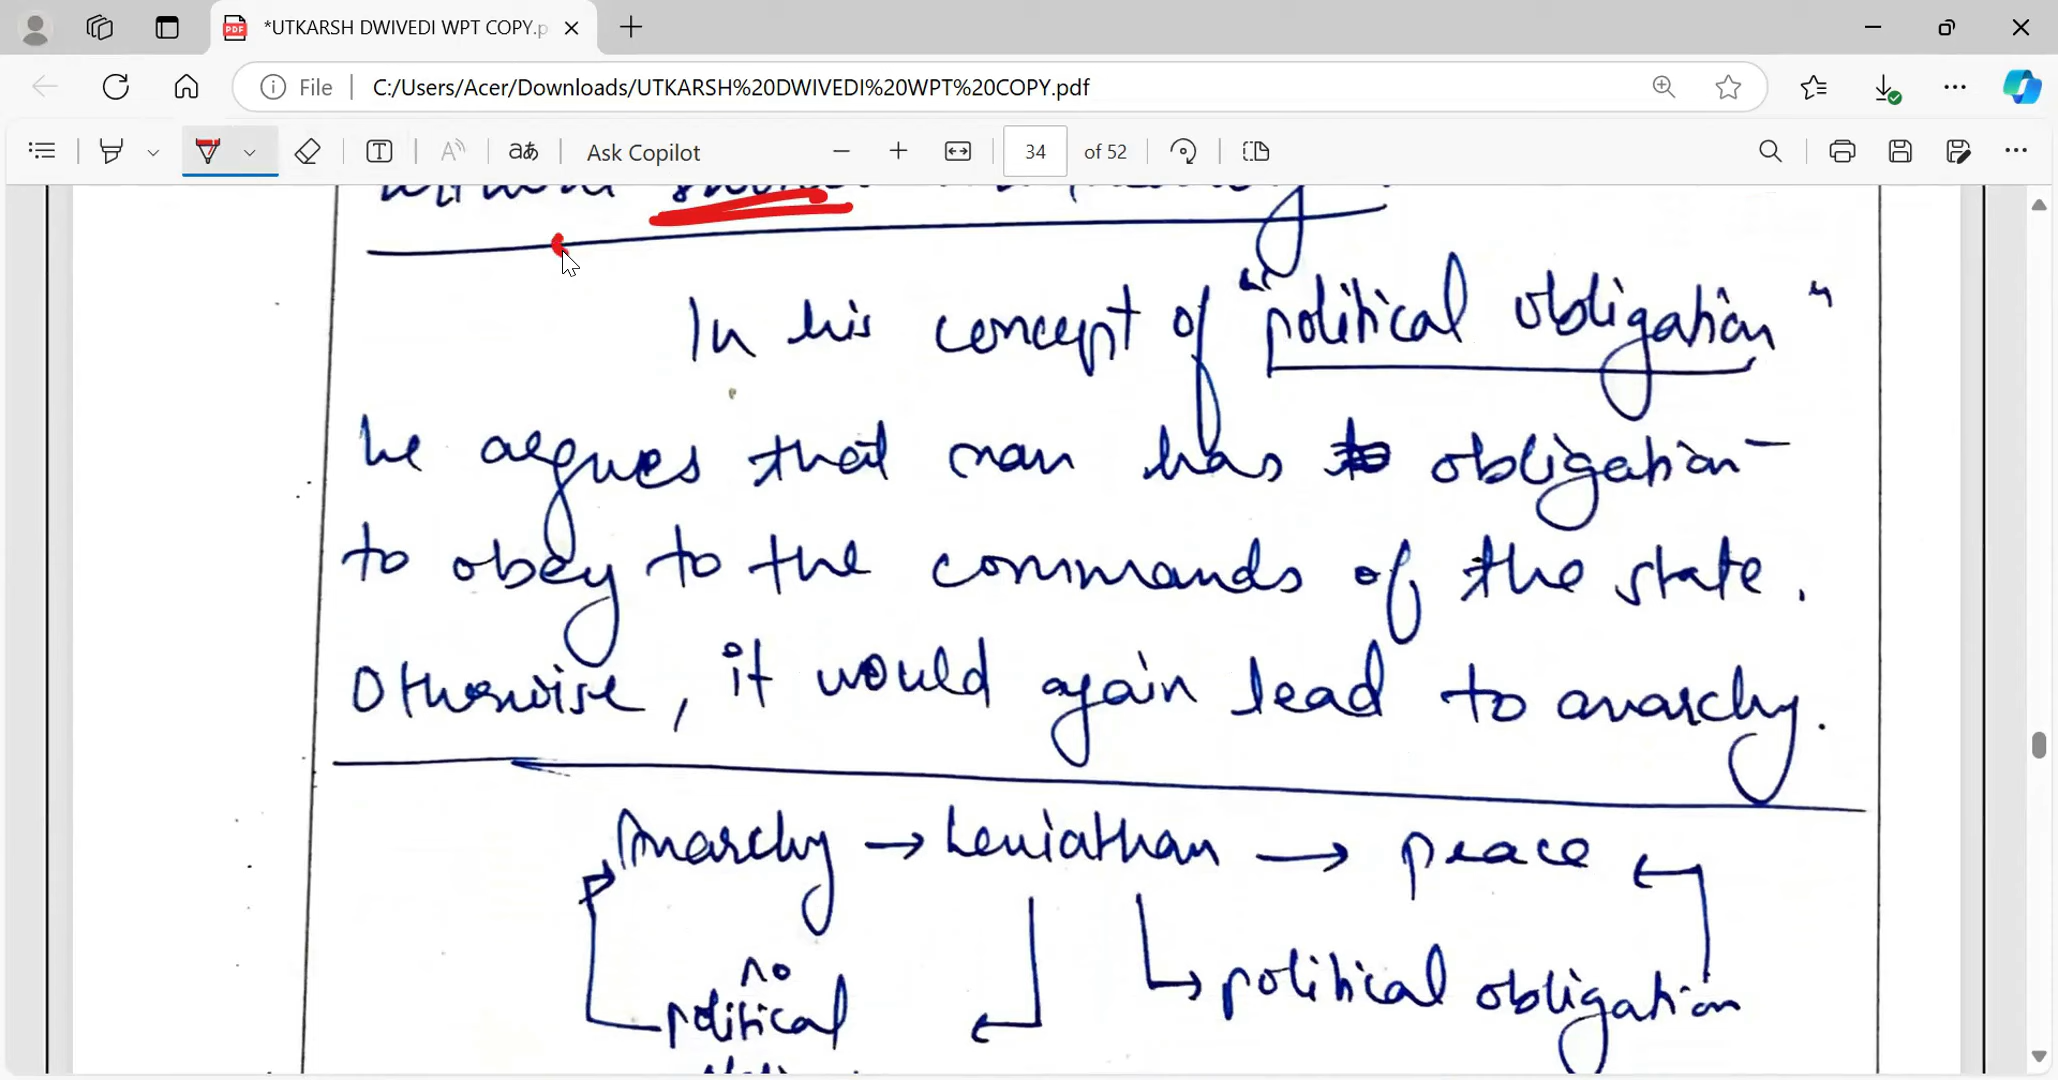 *UTKARSH DWIVEDI WPT COPY.p
File C:/Users/Acer/Downloads/UTKARSH%20DWIVEDI%20WPT%20COPY.pdf
Ask Copilot 34 of 52
In his concept of "political obligation"
he argues that man has obligation
to obey to the commands of the state.
Otherwise, it would again lead to anarchy.
Anarchy → Leviathan → peace
no
political political obligation